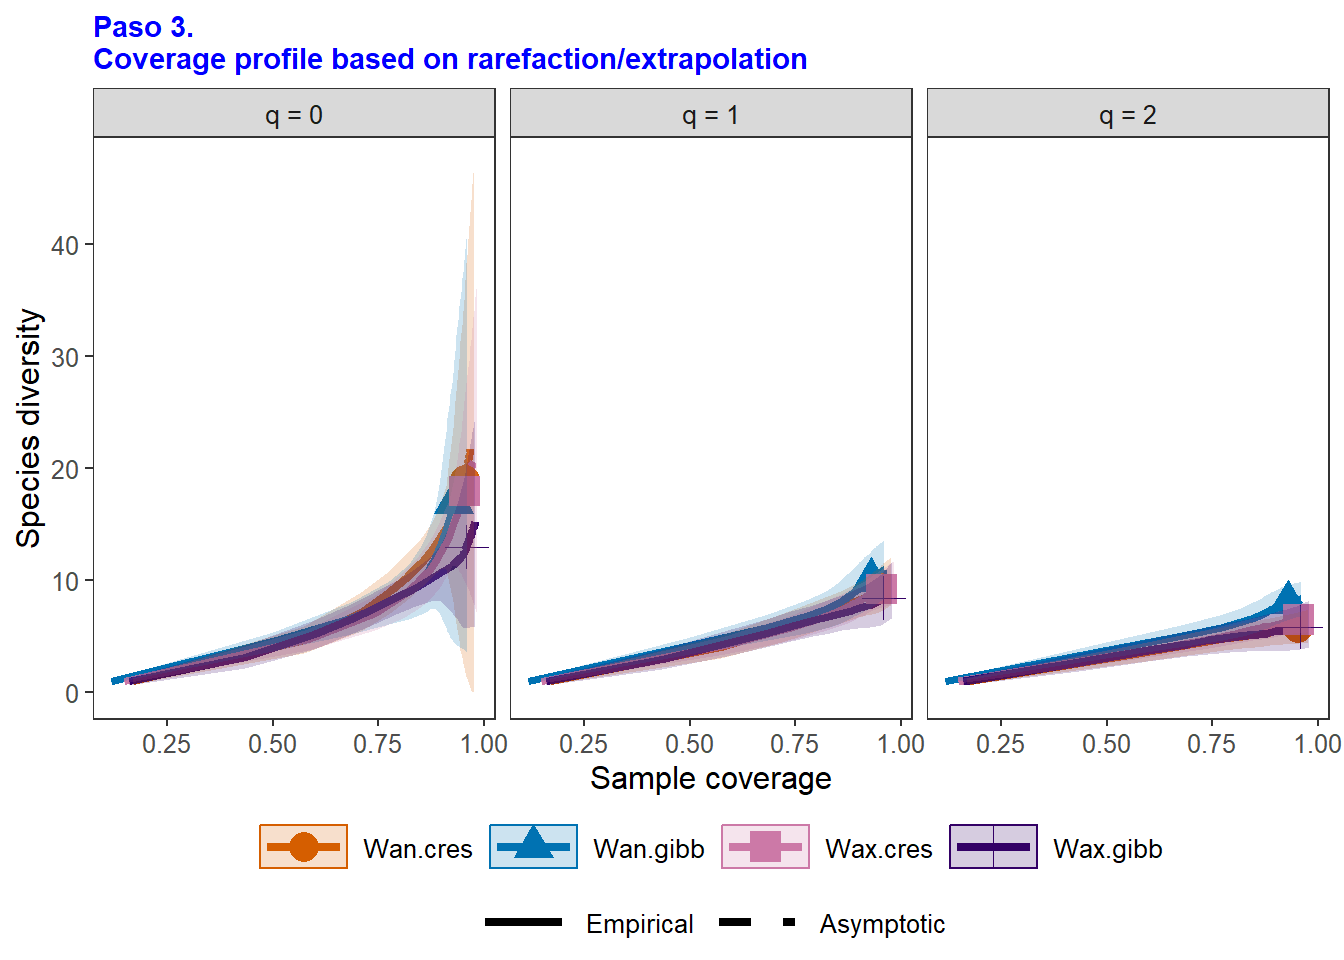 Paso 3.
Coverage profile based on rarefaction/extrapolation
q = 0
q = 1
q = 2
Species diversity
40
30
20
10
0
0.25 0.50 0.75 1.00
0.25 0.50 0.75 1.00
0.25 0.50 0.75 1.00
Sample coverage
Wan.cres Wan.gibb Wax.cres Wax.gibb
Empirical Asymptotic